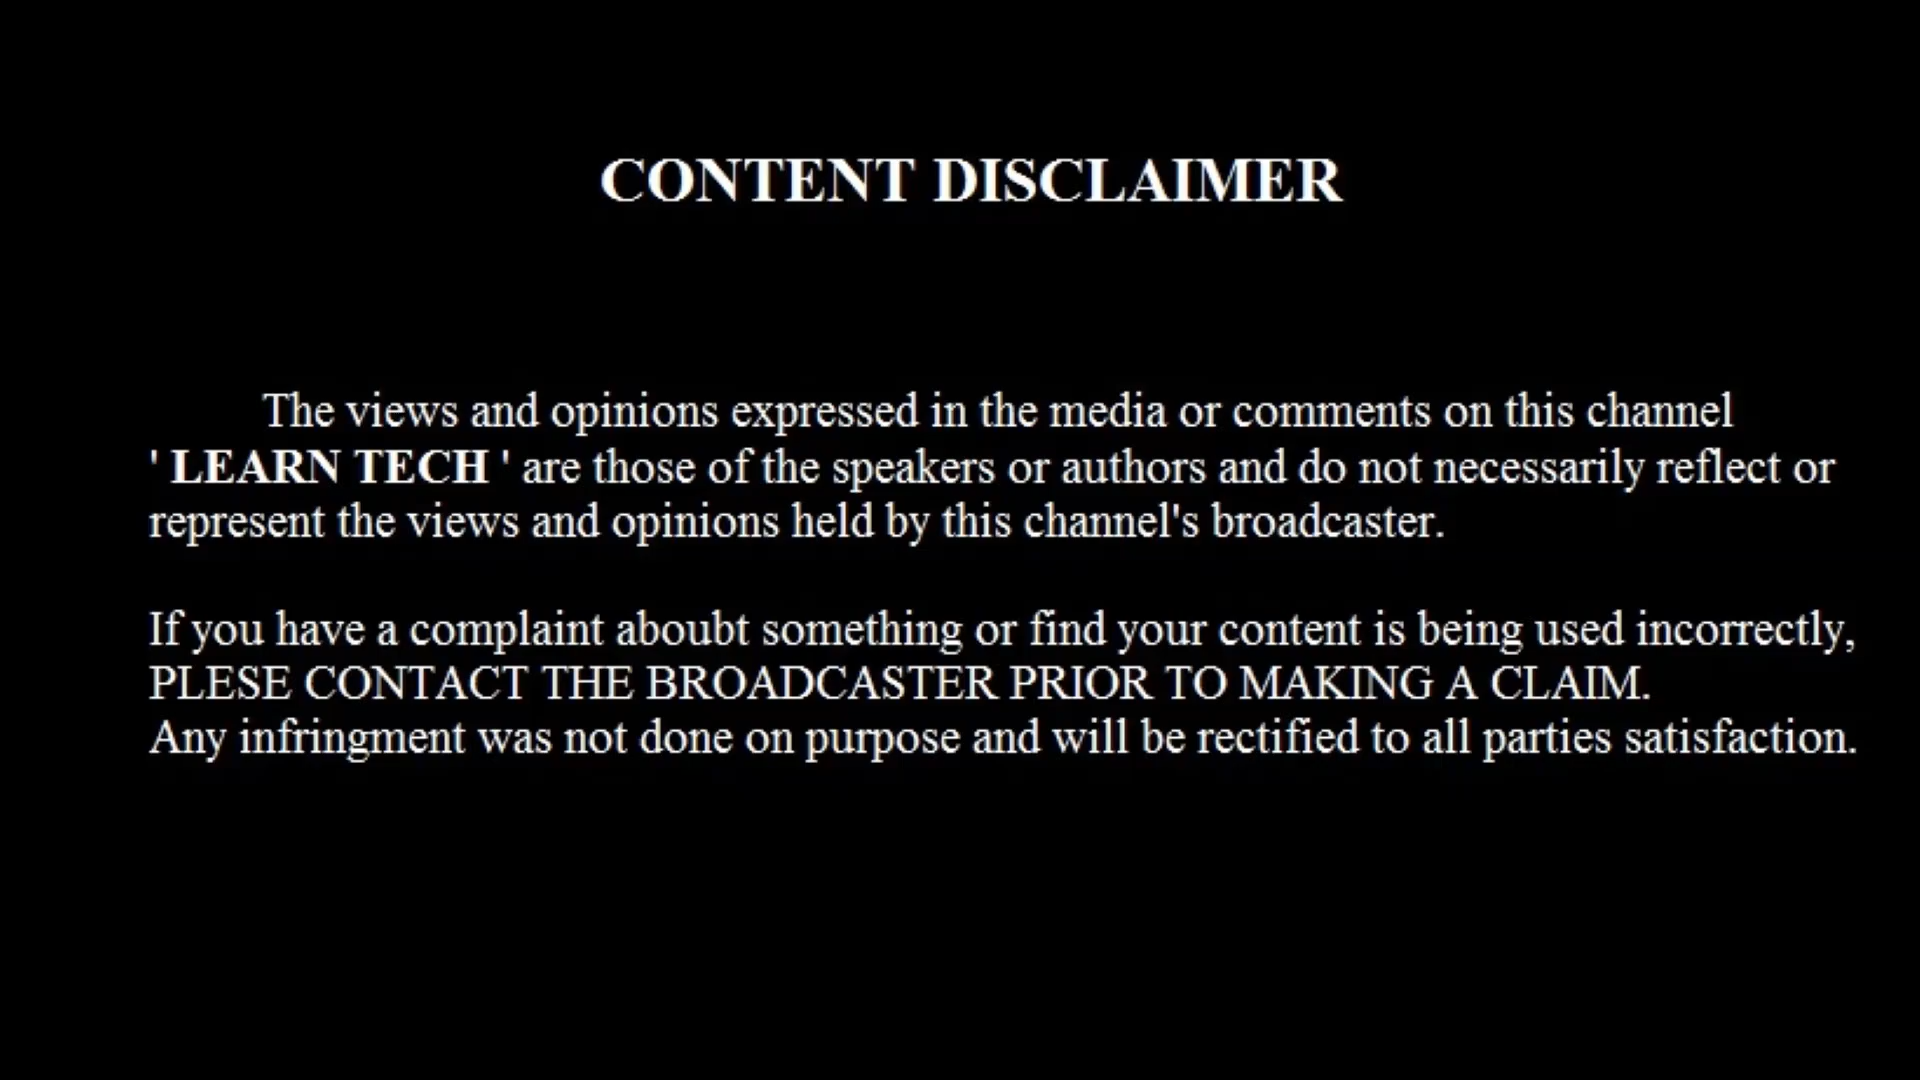 CONTENT DISCLAIMER
The views and opinions expressed in the media or comments on this channel
' LEARN TECH ' are those of the speakers or authors and do not necessarily reflect or
represent the views and opinions held by this channel's broadcaster.
If you have a complaint aboubt something or find your content is being used incorrectly,
PLESE CONTACT THE BROADCASTER PRIOR TO MAKING A CLAIM.
Any infringment was not done on purpose and will be rectified to all parties satisfaction.